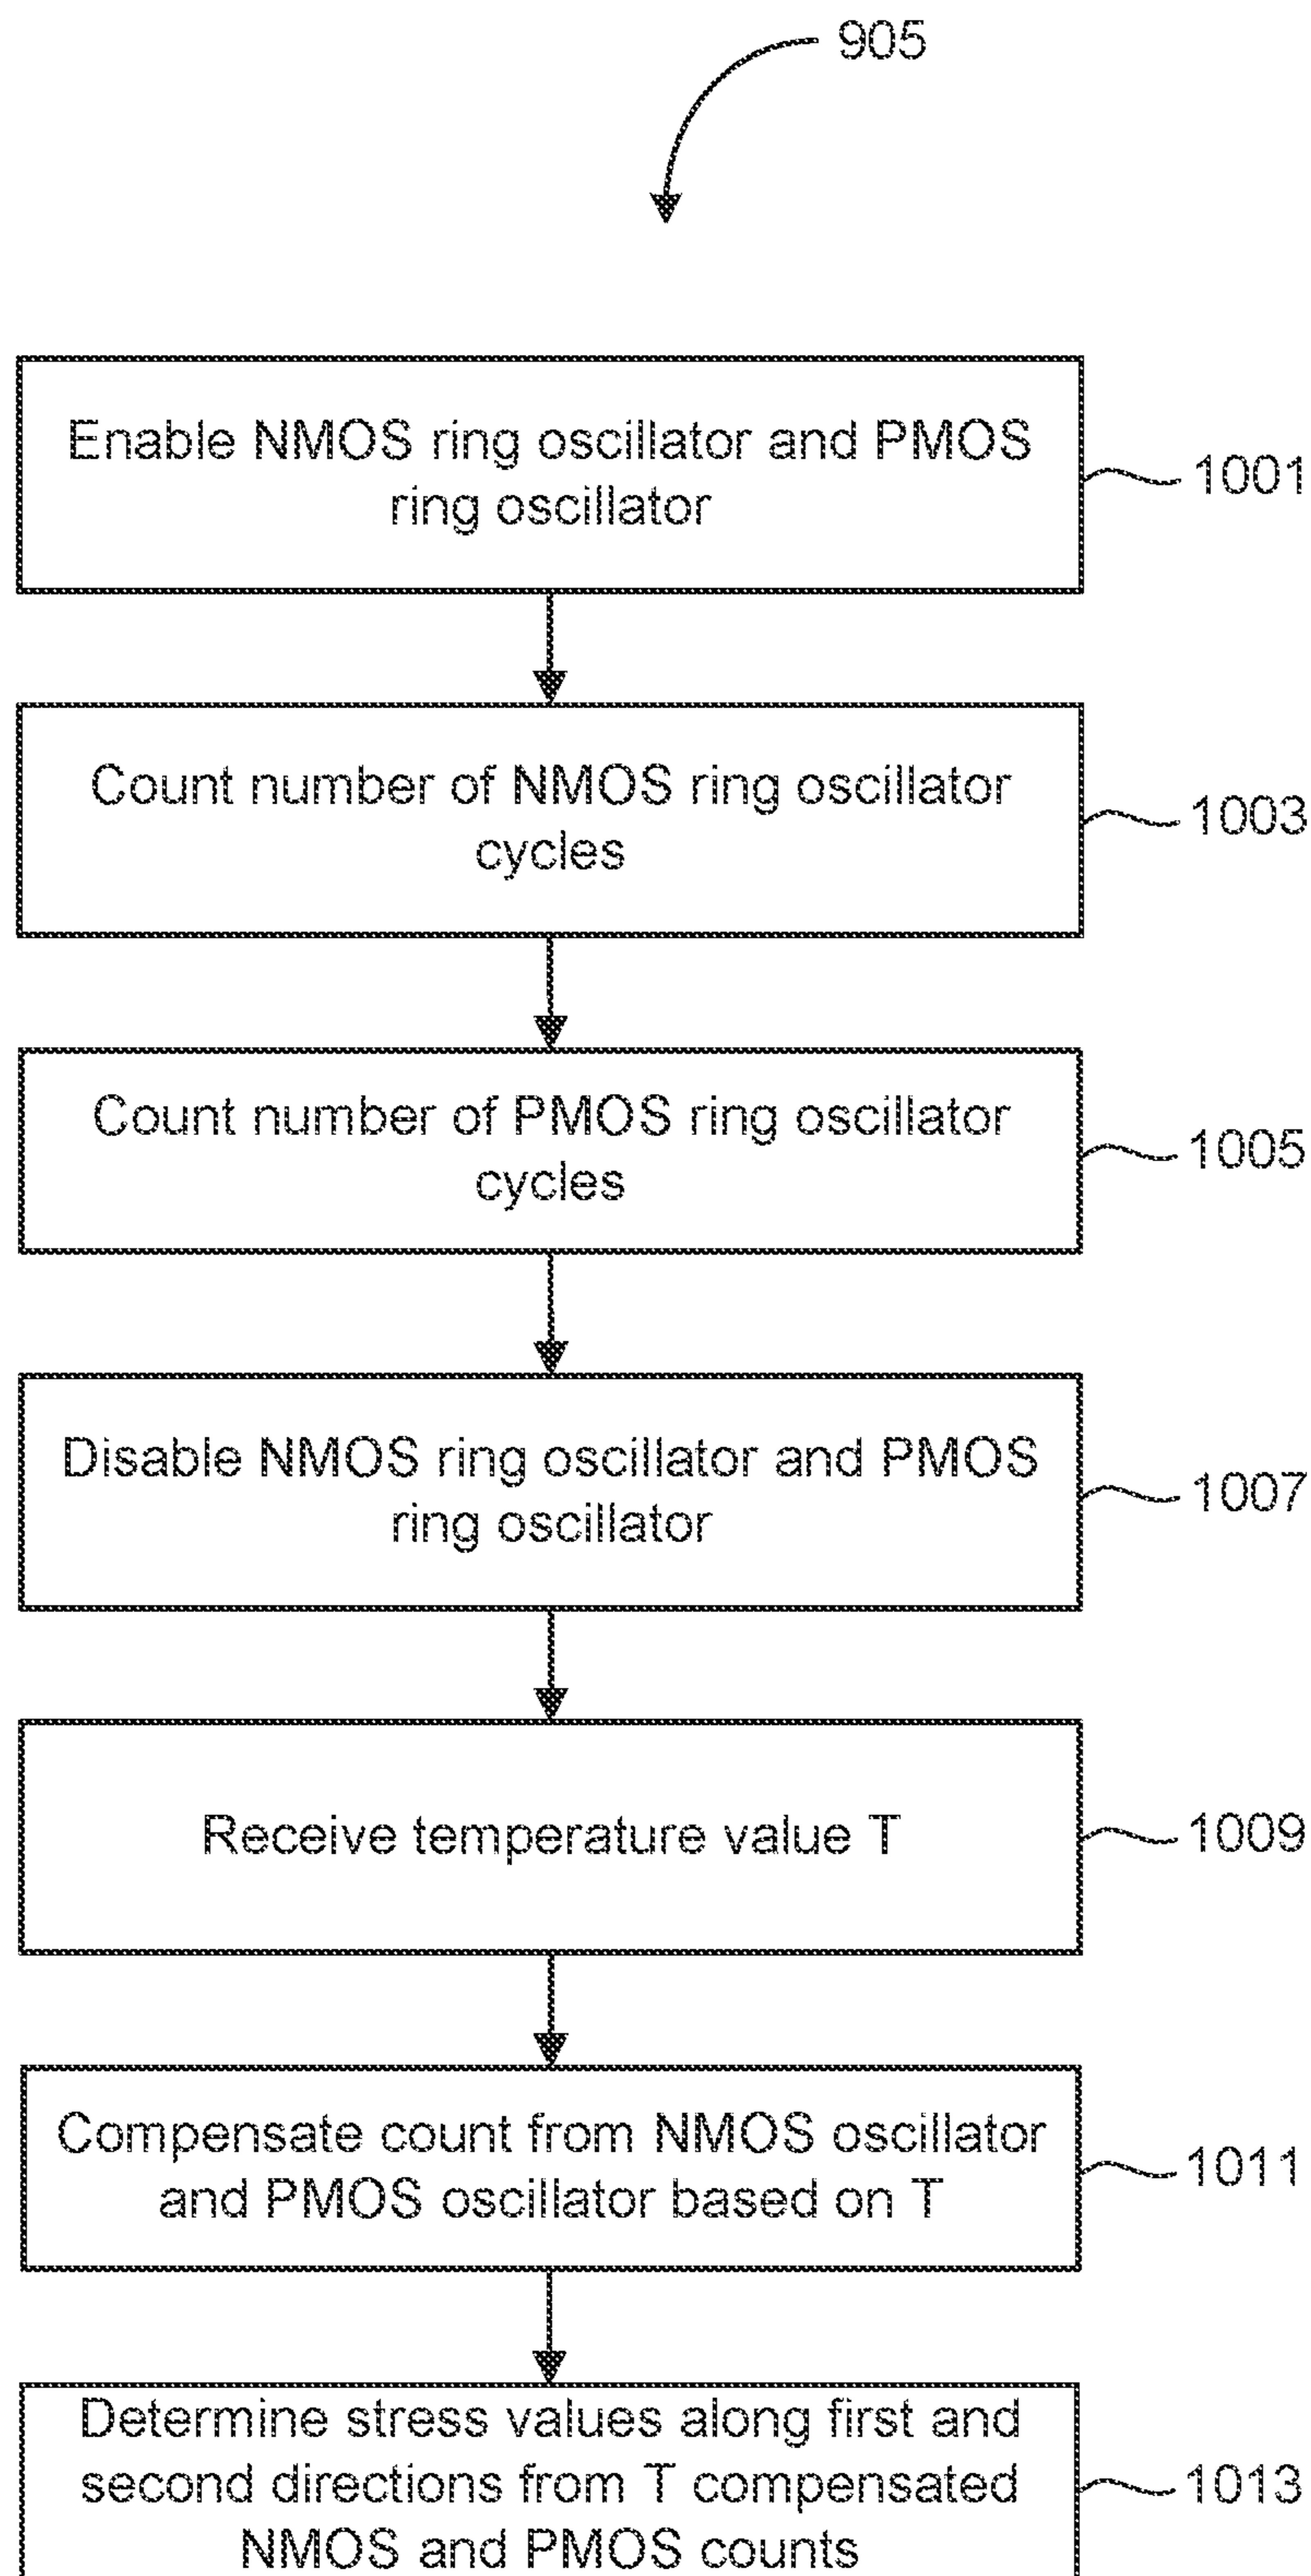 905
Enable NMOS ring oscillator and PMOS
ring oscillator
1001
Count number of NMOS ring oscillator
cycles
1003
Count number of PMOS ring oscillator
cycles
1005
Disable NMOS ring oscillator and PMOS
ring oscillator
1007
Receive temperature value T
1009
Compensate count from NMOS oscillator
and PMOS oscillator based on T
1011
Determine stress values along first and
second directions from T compensated
NMOS and PMOS counts
1013